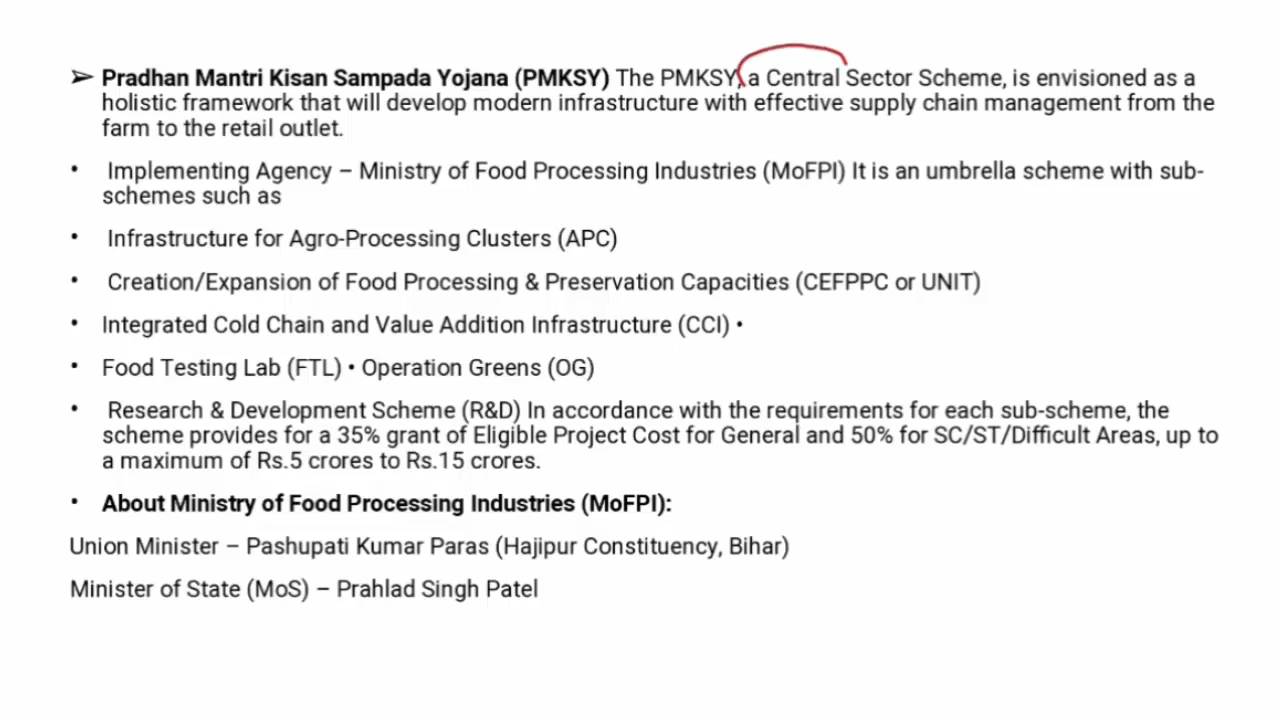 ➢ Pradhan Mantri Kisan Sampada Yojana (PMKSY) The PMKSY, a Central Sector Scheme, is envisioned as a
holistic framework that will develop modern infrastructure with effective supply chain management from the
farm to the retail outlet.
• Implementing Agency – Ministry of Food Processing Industries (MoFPI) It is an umbrella scheme with sub-
schemes such as
• Infrastructure for Agro-Processing Clusters (APC)
• Creation/Expansion of Food Processing & Preservation Capacities (CEFPPC or UNIT)
• Integrated Cold Chain and Value Addition Infrastructure (CCI) •
• Food Testing Lab (FTL) • Operation Greens (OG)
• Research & Development Scheme (R&D) In accordance with the requirements for each sub-scheme, the
scheme provides for a 35% grant of Eligible Project Cost for General and 50% for SC/ST/Difficult Areas, up to
a maximum of Rs.5 crores to Rs.15 crores.
• About Ministry of Food Processing Industries (MoFPI):
Union Minister – Pashupati Kumar Paras (Hajipur Constituency, Bihar)
Minister of State (MoS) – Prahlad Singh Patel